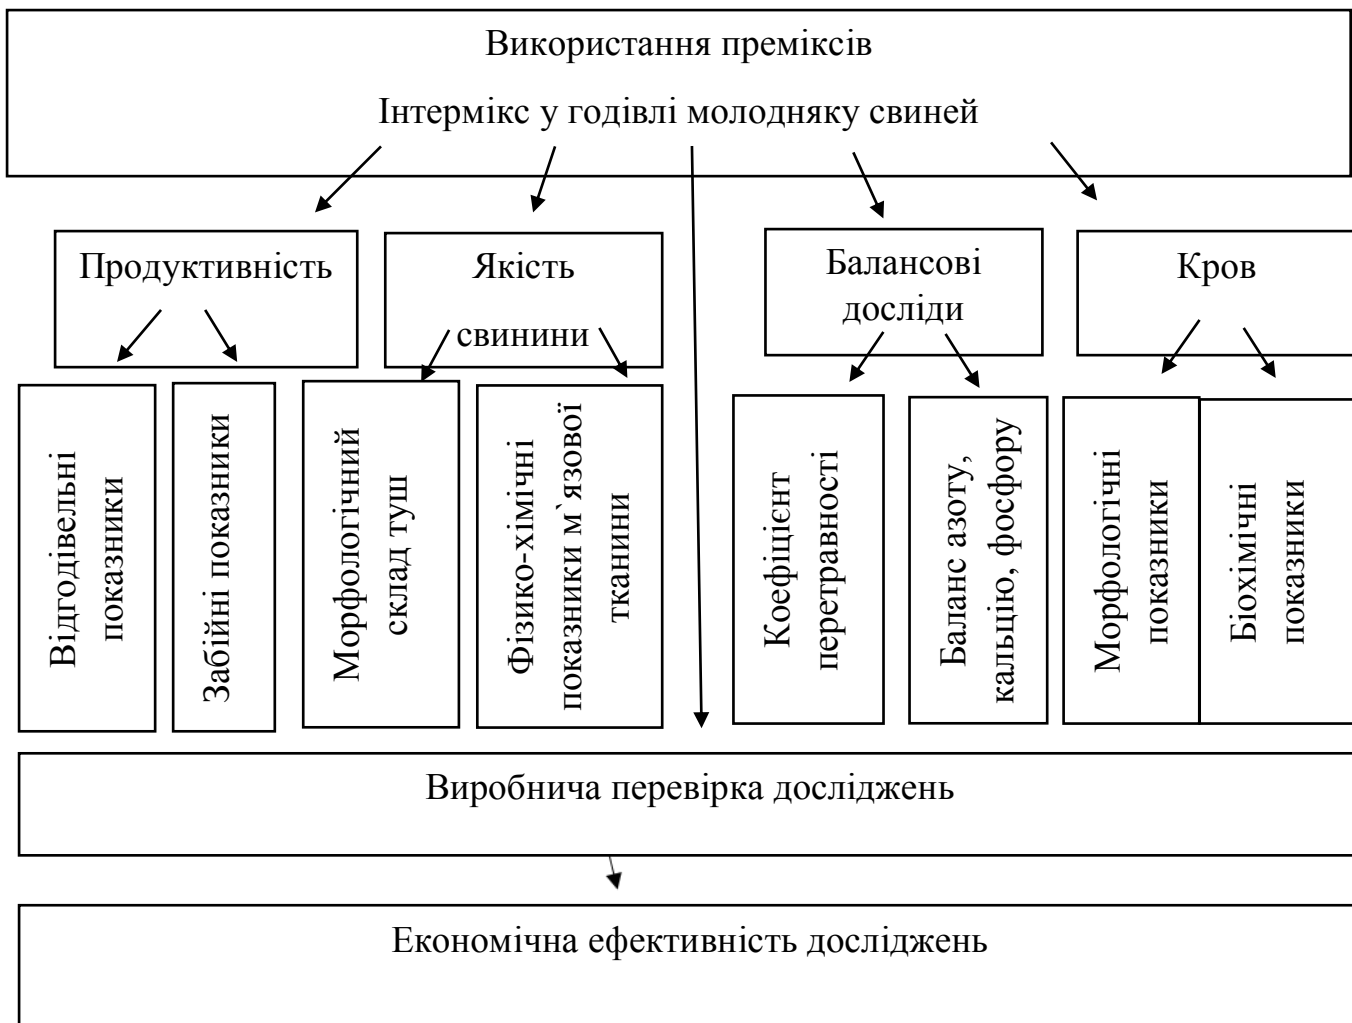 Використання преміксів
Інтермікс у годівлі молодняку свиней
Продуктивність
Якість
свинини
Балансові
досліди
Кров
Відгодівельні
показники
Забійні показники
Морфологічний
склад туш
Фізико-хімічні
показники м`язової
тканини
Коефіцієнт
перетравності
Баланс азоту,
кальцію, фосфору
Морфологічні
показники
Біохімічні
показники
Виробнича перевірка досліджень
Економічна ефективність досліджень